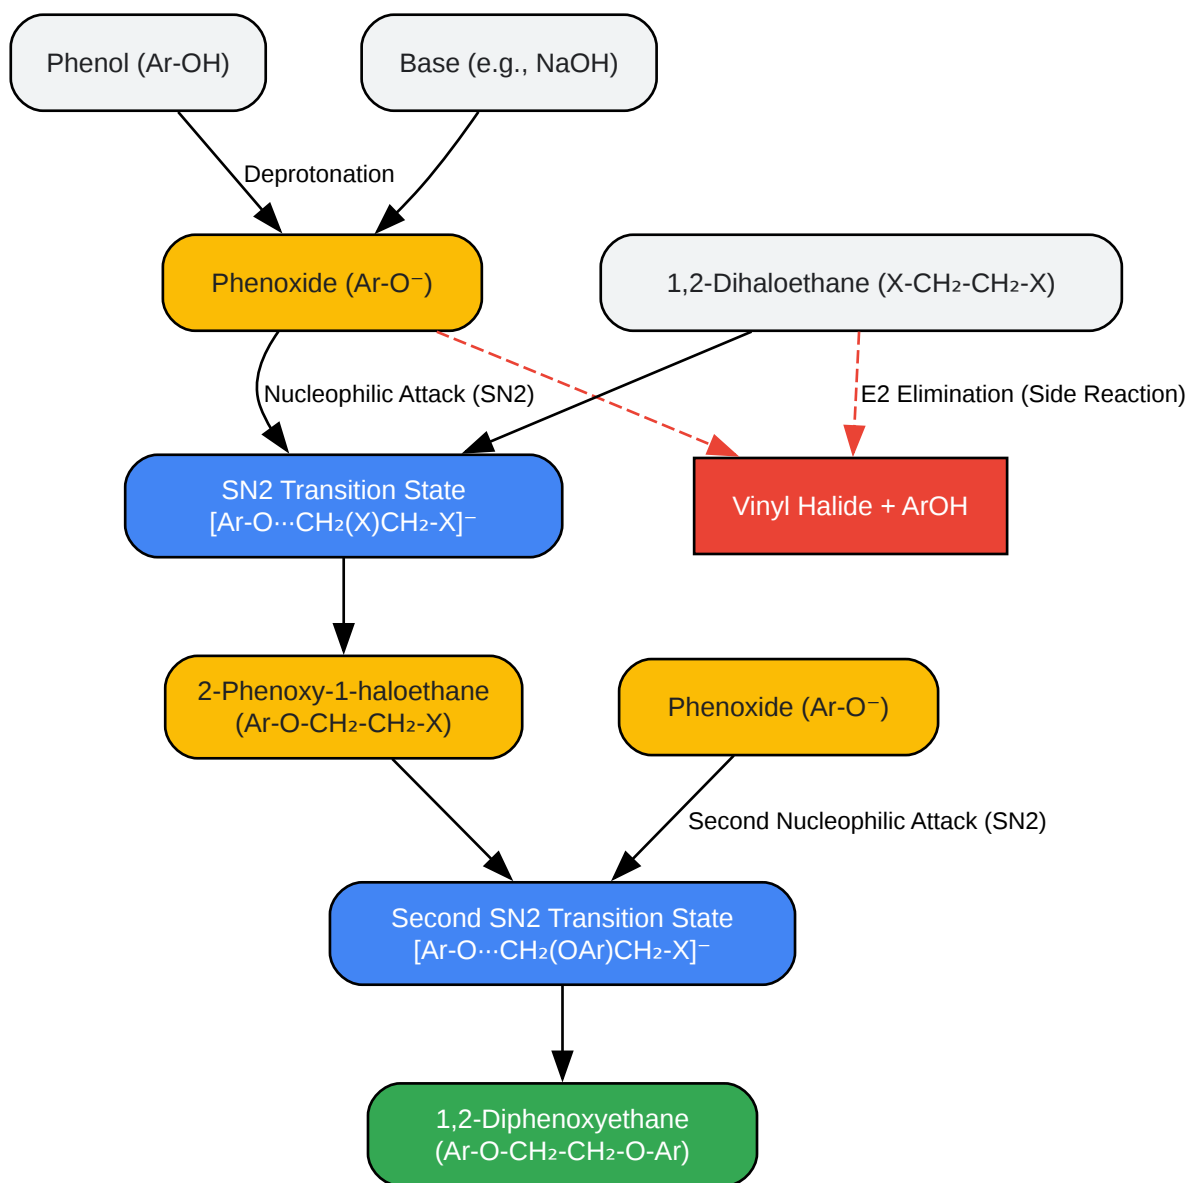 Phenol (Ar-OH)
Base (e.g., NaOH)
Deprotonation
Phenoxide (Ar-O⁻)
1,2-Dihaloethane (X-CH₂-CH₂-X)
Nucleophilic Attack (SN2)
E2 Elimination (Side Reaction)
SN2 Transition State
[Ar-O···CH₂(X)CH₂-X]⁻
Vinyl Halide + ArOH
2-Phenoxy-1-haloethane
(Ar-O-CH₂-CH₂-X)
Phenoxide (Ar-O⁻)
Second Nucleophilic Attack (SN2)
Second SN2 Transition State
[Ar-O···CH₂(OAr)CH₂-X]⁻
1,2-Diphenoxyethane
(Ar-O-CH₂-CH₂-O-Ar)